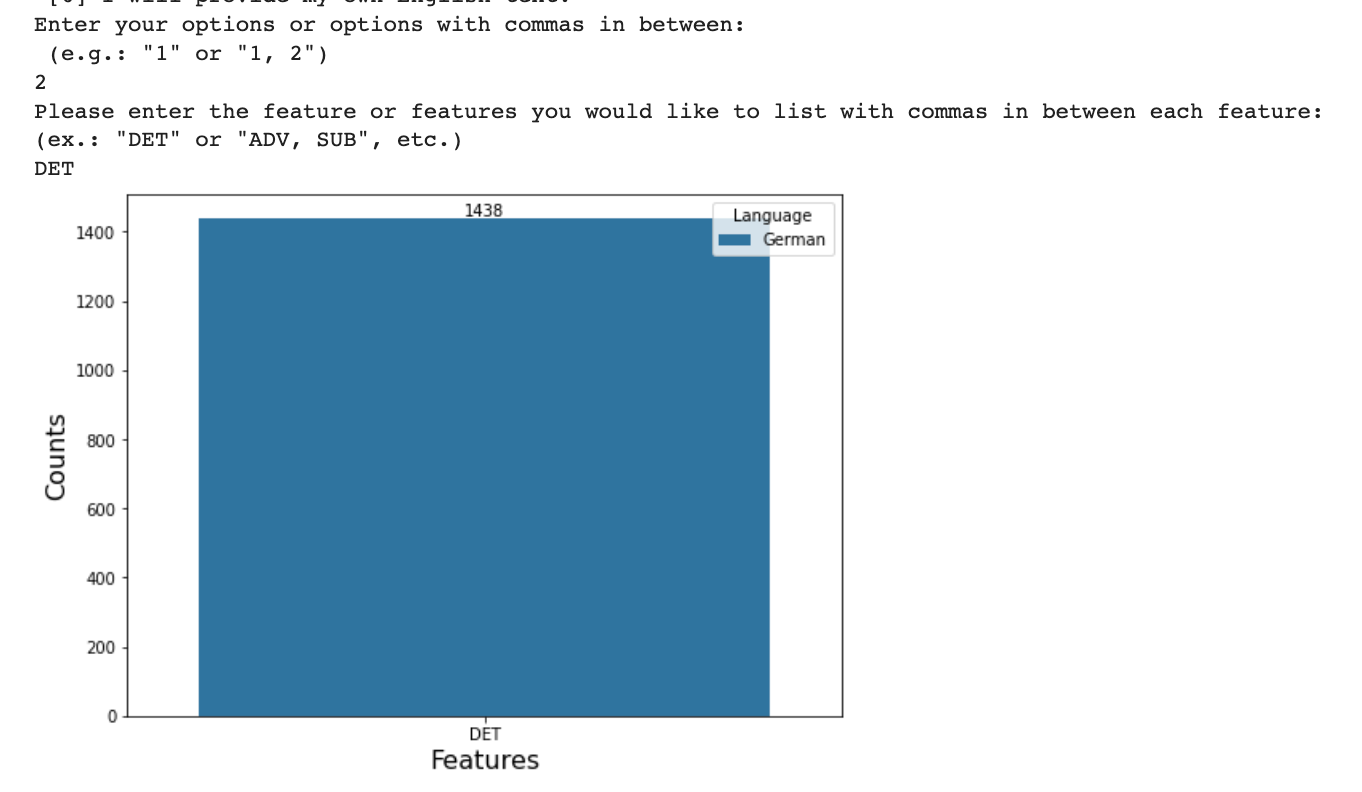 Enter your options or options with commas in between:
(e.g.: "1" or "1, 2")
2
Please enter the feature or features you would like to list with commas in between each feature:
(ex.: "DET" or "ADV, SUB", etc.)
DET
1438
Language
German
1400
1200
1000
800
600
400
200
0
Counts
DET
Features